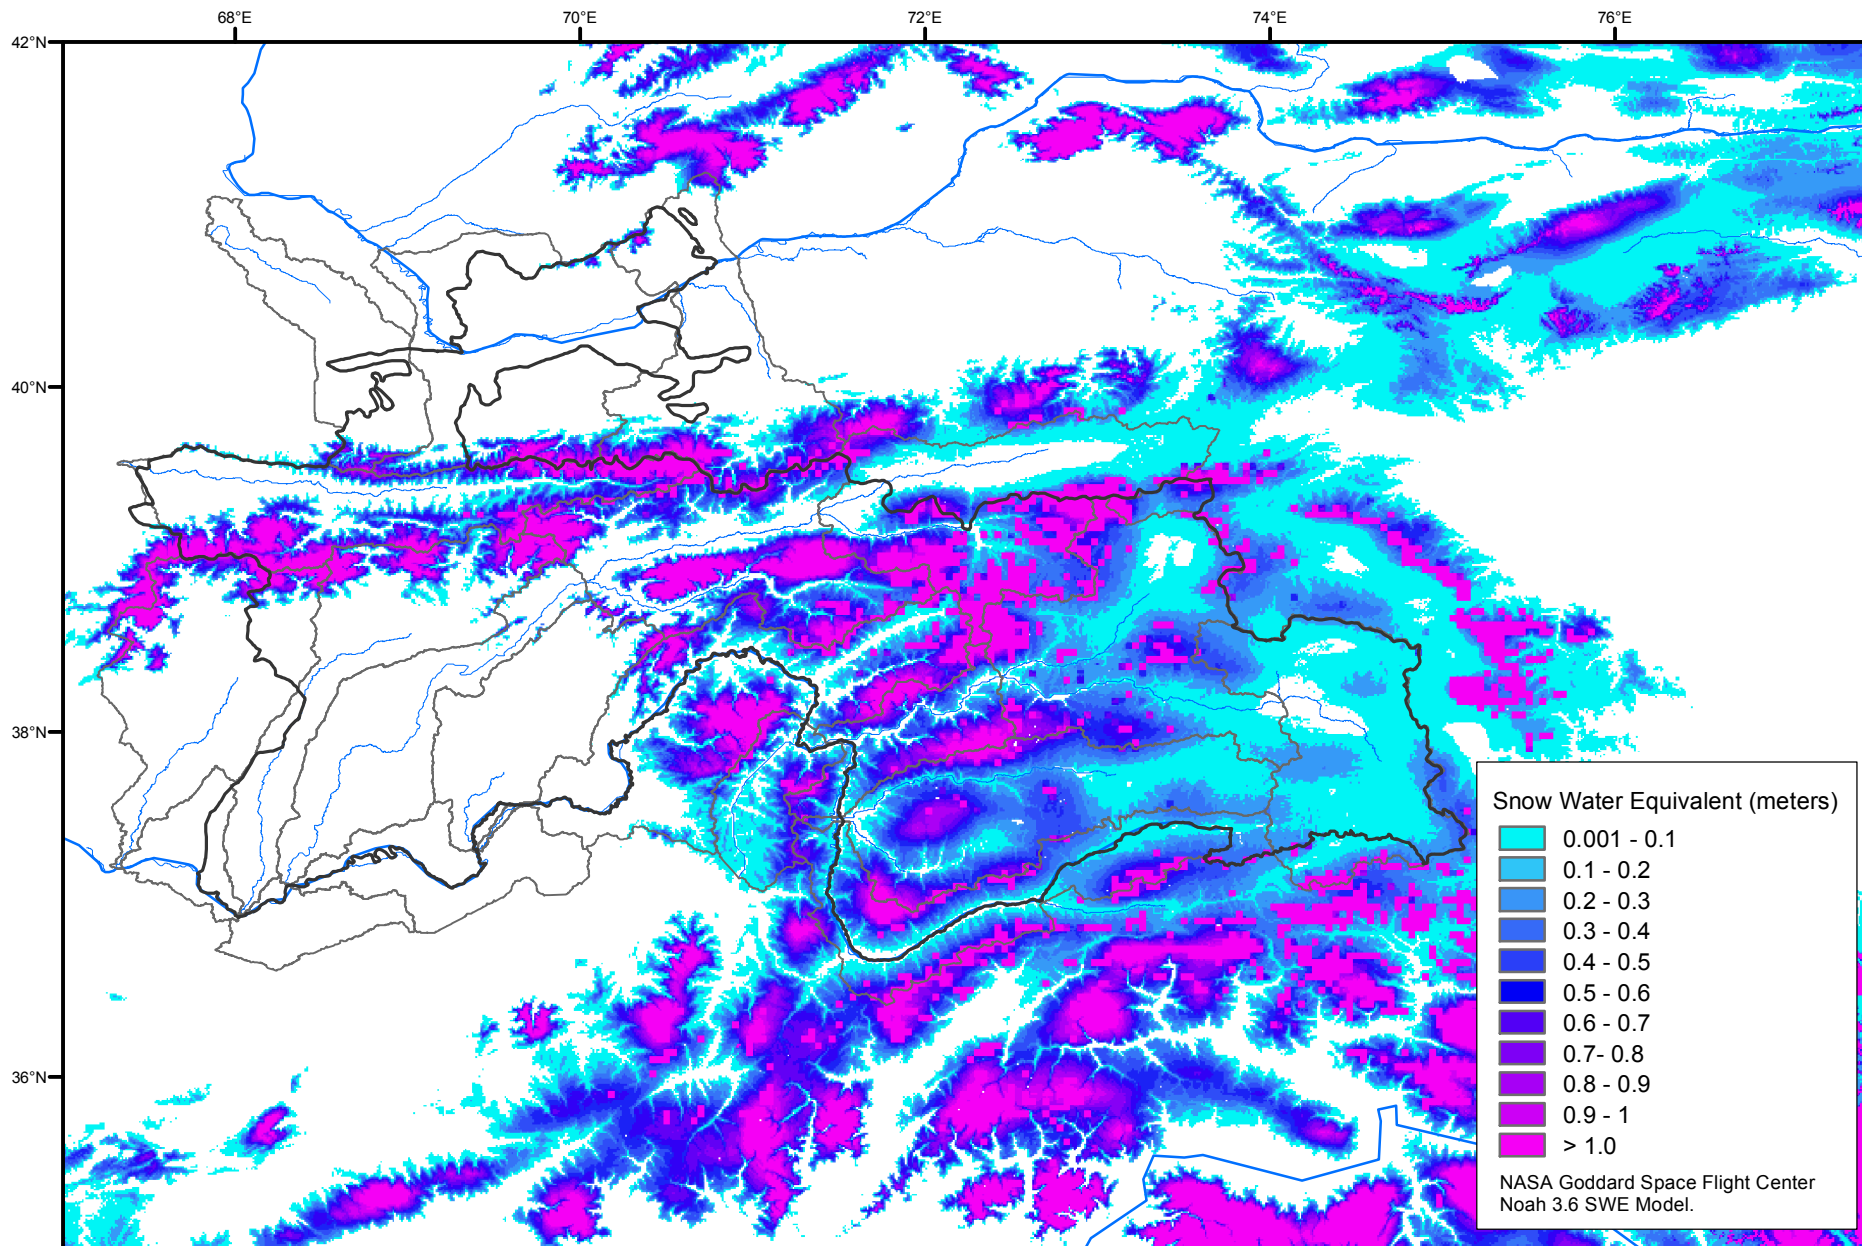 68°E
70°E
72°E
74°E
76°E
42°N
40°N
38°N
36°N
Snow Water Equivalent (meters)
0.001 - 0.1
0.1 - 0.2
0.2 - 0.3
0.3 - 0.4
0.4 - 0.5
0.5 - 0.6
0.6 - 0.7
0.7- 0.8
0.8 - 0.9
0.9 - 1
> 1.0
NASA Goddard Space Flight Center
Noah 3.6 SWE Model.